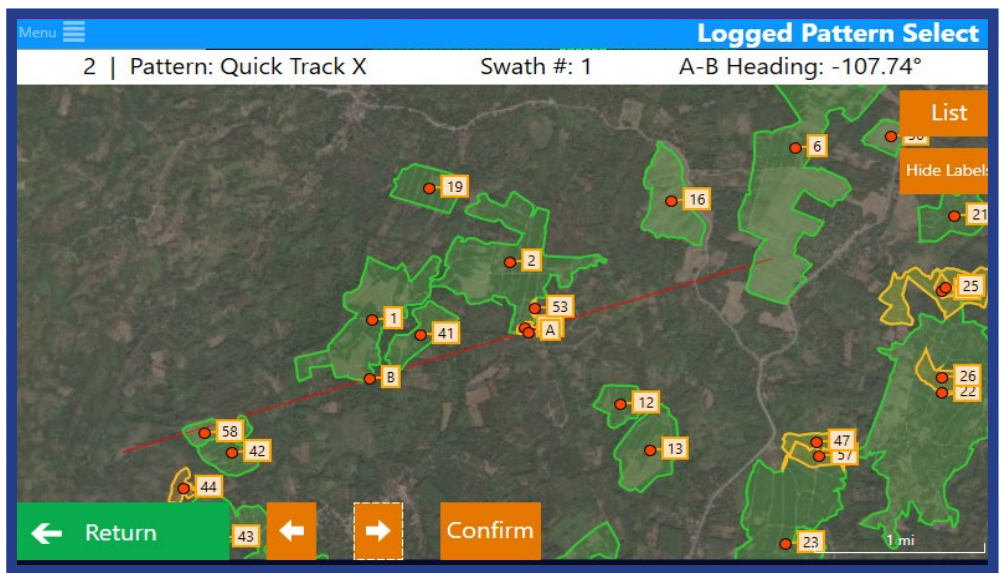 Menu
Logged Pattern Select
2 | Pattern: Quick Track X Swath #: 1 A-B Heading: -107.74°
List
6
Hide Labels
19
16
21
2
25
53
1
A
41
B
26
22
12
58
47
13
42
57
44
Return
43
Confirm
23
1 mi